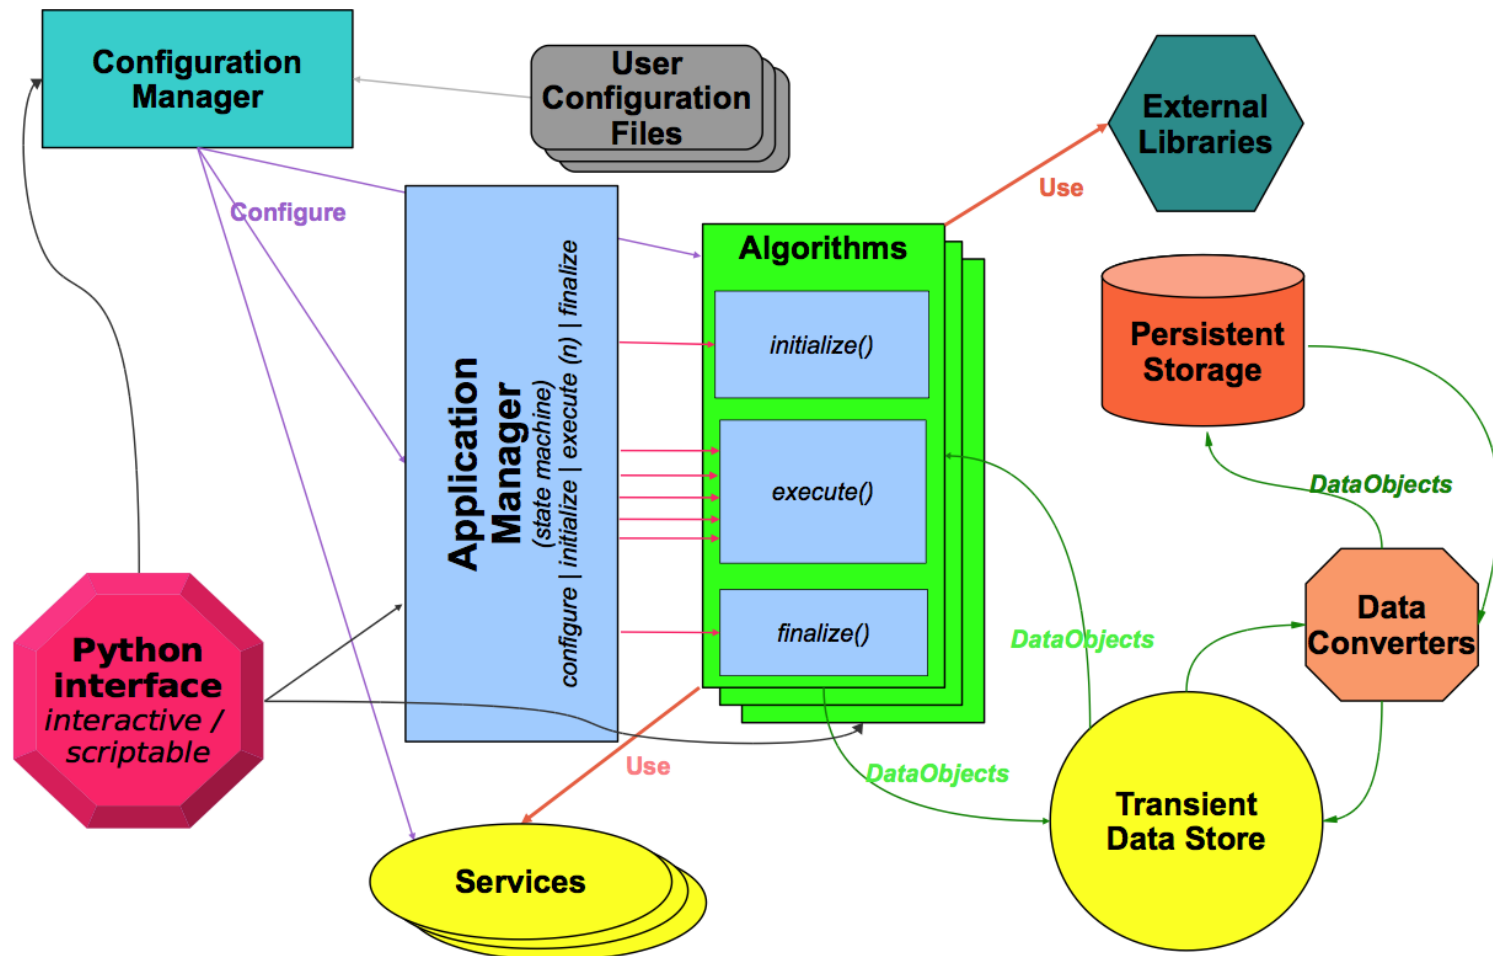 Configuration
Manager
User
Configuration
Files
External
Libraries
Use
Configure
Algorithms
initialize()
execute()
finalize()
Application
Manager
(state machine)
configure | initialize | execute (n) | finalize
Persistent
Storage
DataObjects
Data
Converters
DataObjects
Python
interface
interactive /
scriptable
Use
DataObjects
Transient
Data Store
Services